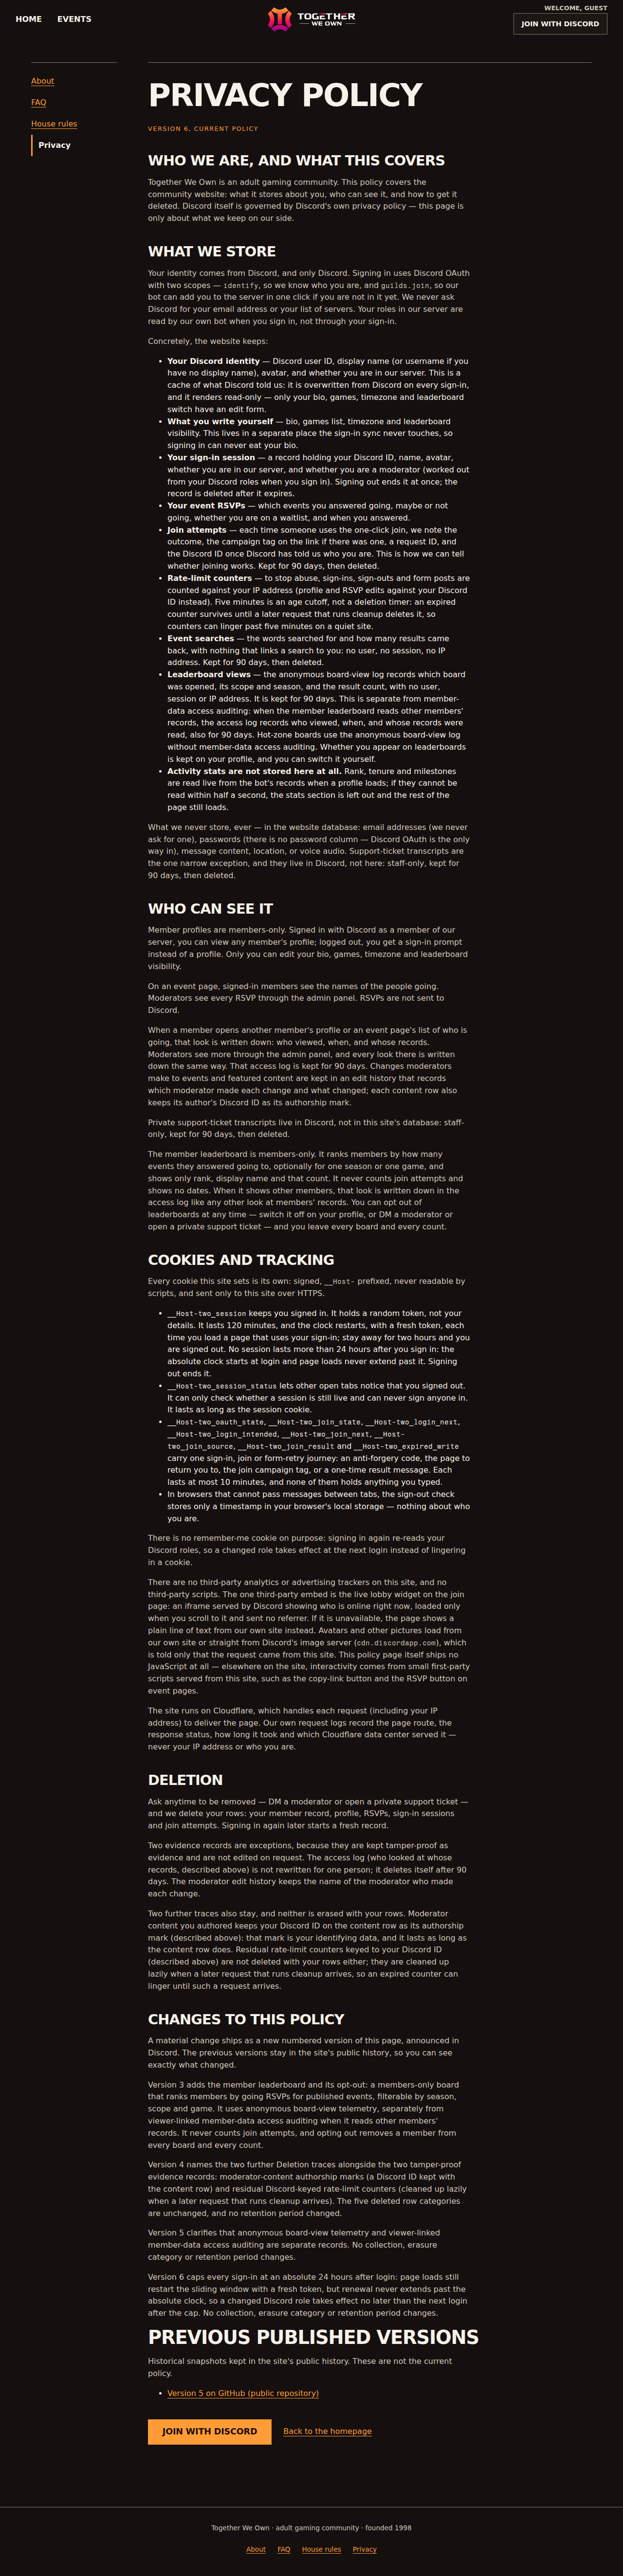 HOME EVENTS
TOGETHER
WE OWN
WELCOME, GUEST
JOIN WITH DISCORD
About
FAQ
House rules
Privacy
PRIVACY POLICY
VERSION 6, CURRENT POLICY
WHO WE ARE, AND WHAT THIS COVERS
Together We Own is an adult gaming community. This policy covers the
community website: what it stores about you, who can see it, and how to get it
deleted. Discord itself is governed by Discord's own privacy policy — this page is
only about what we keep on our side.
WHAT WE STORE
Your identity comes from Discord, and only Discord. Signing in uses Discord OAuth
with two scopes — identify, so we know who you are, and guilds.join, so our
bot can add you to the server in one click if you are not in it yet. We never ask
Discord for your email address or your list of servers. Your roles in our server are
read by our own bot when you sign in, not through your sign-in.
Concretely, the website keeps:
• Your Discord identity — Discord user ID, display name (or username if you
have no display name), avatar, and whether you are in our server. This is a
cache of what Discord told us: it is overwritten from Discord on every sign-in,
and it renders read-only — only your bio, games, timezone and leaderboard
switch have an edit form.
• What you write yourself — bio, games list, timezone and leaderboard
visibility. This lives in a separate place the sign-in sync never touches, so
signing in can never eat your bio.
• Your sign-in session — a record holding your Discord ID, name, avatar,
whether you are in our server, and whether you are a moderator (worked out
from your Discord roles when you sign in). Signing out ends it at once; the
record is deleted after it expires.
• Your event RSVPs — which events you answered going, maybe or not
going, whether you are on a waitlist, and when you answered.
• Join attempts — each time someone uses the one-click join, we note the
outcome, the campaign tag on the link if there was one, a request ID, and
the Discord ID once Discord has told us who you are. This is how we can tell
whether joining works. Kept for 90 days, then deleted.
• Rate-limit counters — to stop abuse, sign-ins, sign-outs and form posts are
counted against your IP address (profile and RSVP edits against your Discord
ID instead). Five minutes is an age cutoff, not a deletion timer: an expired
counter survives until a later request that runs cleanup deletes it, so
counters can linger past five minutes on a quiet site.
• Event searches — the words searched for and how many results came
back, with nothing that links a search to you: no user, no session, no IP
address. Kept for 90 days, then deleted.
• Leaderboard views — the anonymous board-view log records which board
was opened, its scope and season, and the result count, with no user,
session or IP address. It is kept for 90 days. This is separate from member-
data access auditing: when the member leaderboard reads other members'
records, the access log records who viewed, when, and whose records were
read, also for 90 days. Hot-zone boards use the anonymous board-view log
without member-data access auditing. Whether you appear on leaderboards
is kept on your profile, and you can switch it yourself.
• Activity stats are not stored here at all. Rank, tenure and milestones
are read live from the bot's records when a profile loads; if they cannot be
read within half a second, the stats section is left out and the rest of the
page still loads.
What we never store, ever — in the website database: email addresses (we never
ask for one), passwords (there is no password column — Discord OAuth is the only
way in), message content, location, or voice audio. Support-ticket transcripts are
the one narrow exception, and they live in Discord, not here: staff-only, kept for
90 days, then deleted.
WHO CAN SEE IT
Member profiles are members-only. Signed in with Discord as a member of our
server, you can view any member's profile; logged out, you get a sign-in prompt
instead of a profile. Only you can edit your bio, games, timezone and leaderboard
visibility.
On an event page, signed-in members see the names of the people going.
Moderators see every RSVP through the admin panel. RSVPs are not sent to
Discord.
When a member opens another member's profile or an event page's list of who is
going, that look is written down: who viewed, when, and whose records.
Moderators see more through the admin panel, and every look there is written
down the same way. That access log is kept for 90 days. Changes moderators
make to events and featured content are kept in an edit history that records
which moderator made each change and what changed; each content row also
keeps its author's Discord ID as its authorship mark.
Private support-ticket transcripts live in Discord, not in this site's database: staff-
only, kept for 90 days, then deleted.
The member leaderboard is members-only. It ranks members by how many
events they answered going to, optionally for one season or one game, and
shows only rank, display name and that count. It never counts join attempts and
shows no dates. When it shows other members, that look is written down in the
access log like any other look at members' records. You can opt out of
leaderboards at any time — switch it off on your profile, or DM a moderator or
open a private support ticket — and you leave every board and every count.
COOKIES AND TRACKING
Every cookie this site sets is its own: signed, __Host- prefixed, never readable by
scripts, and sent only to this site over HTTPS.
• __Host-two_session keeps you signed in. It holds a random token, not your
details. It lasts 120 minutes, and the clock restarts, with a fresh token, each
time you load a page that uses your sign-in; stay away for two hours and you
are signed out. No session lasts more than 24 hours after you sign in: the
absolute clock starts at login and page loads never extend past it. Signing
out ends it.
• __Host-two_session_status lets other open tabs notice that you signed out.
It can only check whether a session is still live and can never sign anyone in.
It lasts as long as the session cookie.
• __Host-two_oauth_state, __Host-two_join_state, __Host-two_login_next,
__Host-two_login_intended, __Host-two_join_next, __Host-
two_join_source, __Host-two_join_result and __Host-two_expired_write
carry one sign-in, join or form-retry journey: an anti-forgery code, the page to
return you to, the join campaign tag, or a one-time result message. Each
lasts at most 10 minutes, and none of them holds anything you typed.
• In browsers that cannot pass messages between tabs, the sign-out check
stores only a timestamp in your browser's local storage — nothing about who
you are.
There is no remember-me cookie on purpose: signing in again re-reads your
Discord roles, so a changed role takes effect at the next login instead of lingering
in a cookie.
There are no third-party analytics or advertising trackers on this site, and no
third-party scripts. The one third-party embed is the live lobby widget on the join
page: an iframe served by Discord showing who is online right now, loaded only
when you scroll to it and sent no referrer. If it is unavailable, the page shows a
plain line of text from our own site instead. Avatars and other pictures load from
our own site or straight from Discord's image server (cdn.discordapp.com), which
is told only that the request came from this site. This policy page itself ships no
JavaScript at all — elsewhere on the site, interactivity comes from small first-party
scripts served from this site, such as the copy-link button and the RSVP button on
event pages.
The site runs on Cloudflare, which handles each request (including your IP
address) to deliver the page. Our own request logs record the page route, the
response status, how long it took and which Cloudflare data center served it —
never your IP address or who you are.
DELETION
Ask anytime to be removed — DM a moderator or open a private support ticket —
and we delete your rows: your member record, profile, RSVPs, sign-in sessions
and join attempts. Signing in again later starts a fresh record.
Two evidence records are exceptions, because they are kept tamper-proof as
evidence and are not edited on request. The access log (who looked at whose
records, described above) is not rewritten for one person; it deletes itself after 90
days. The moderator edit history keeps the name of the moderator who made
each change.
Two further traces also stay, and neither is erased with your rows. Moderator
content you authored keeps your Discord ID on the content row as its authorship
mark (described above): that mark is your identifying data, and it lasts as long as
the content row does. Residual rate-limit counters keyed to your Discord ID
(described above) are not deleted with your rows either; they are cleaned up
lazily when a later request that runs cleanup arrives, so an expired counter can
linger until such a request arrives.
CHANGES TO THIS POLICY
A material change ships as a new numbered version of this page, announced in
Discord. The previous versions stay in the site's public history, so you can see
exactly what changed.
Version 3 adds the member leaderboard and its opt-out: a members-only board
that ranks members by going RSVPs for published events, filterable by season,
scope and game. It uses anonymous board-view telemetry, separately from
viewer-linked member-data access auditing when it reads other members'
records. It never counts join attempts, and opting out removes a member from
every board and every count.
Version 4 names the two further Deletion traces alongside the two tamper-proof
evidence records: moderator-content authorship marks (a Discord ID kept with
the content row) and residual Discord-keyed rate-limit counters (cleaned up lazily
when a later request that runs cleanup arrives). The five deleted row categories
are unchanged, and no retention period changed.
Version 5 clarifies that anonymous board-view telemetry and viewer-linked
member-data access auditing are separate records. No collection, erasure
category or retention period changes.
Version 6 caps every sign-in at an absolute 24 hours after login: page loads still
restart the sliding window with a fresh token, but renewal never extends past the
absolute clock, so a changed Discord role takes effect no later than the next login
after the cap. No collection, erasure category or retention period changes.
PREVIOUS PUBLISHED VERSIONS
Historical snapshots kept in the site's public history. These are not the current
policy.
• Version 5 on GitHub (public repository)
JOIN WITH DISCORD Back to the homepage
Together We Own · adult gaming community · founded 1998
About FAQ House rules Privacy